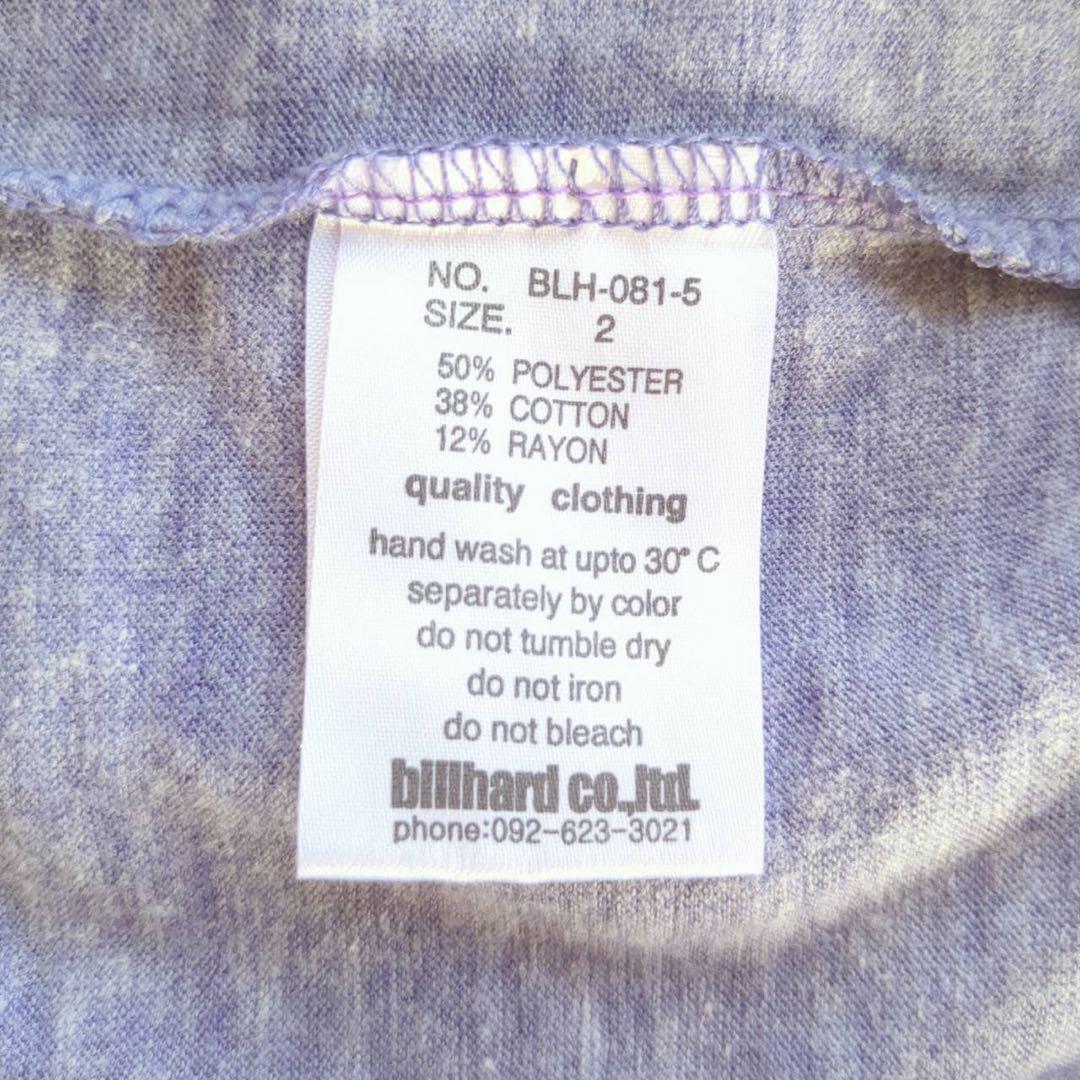 NO. BLH-081-5
SIZE. 2
50% POLYESTER
38% COTTON
12% RAYON
quality clothing
hand wash at upto 30° C
separately by color
do not tumble dry
do not iron
do not bleach
billhard co.,ltd.
phone:092-623-3021